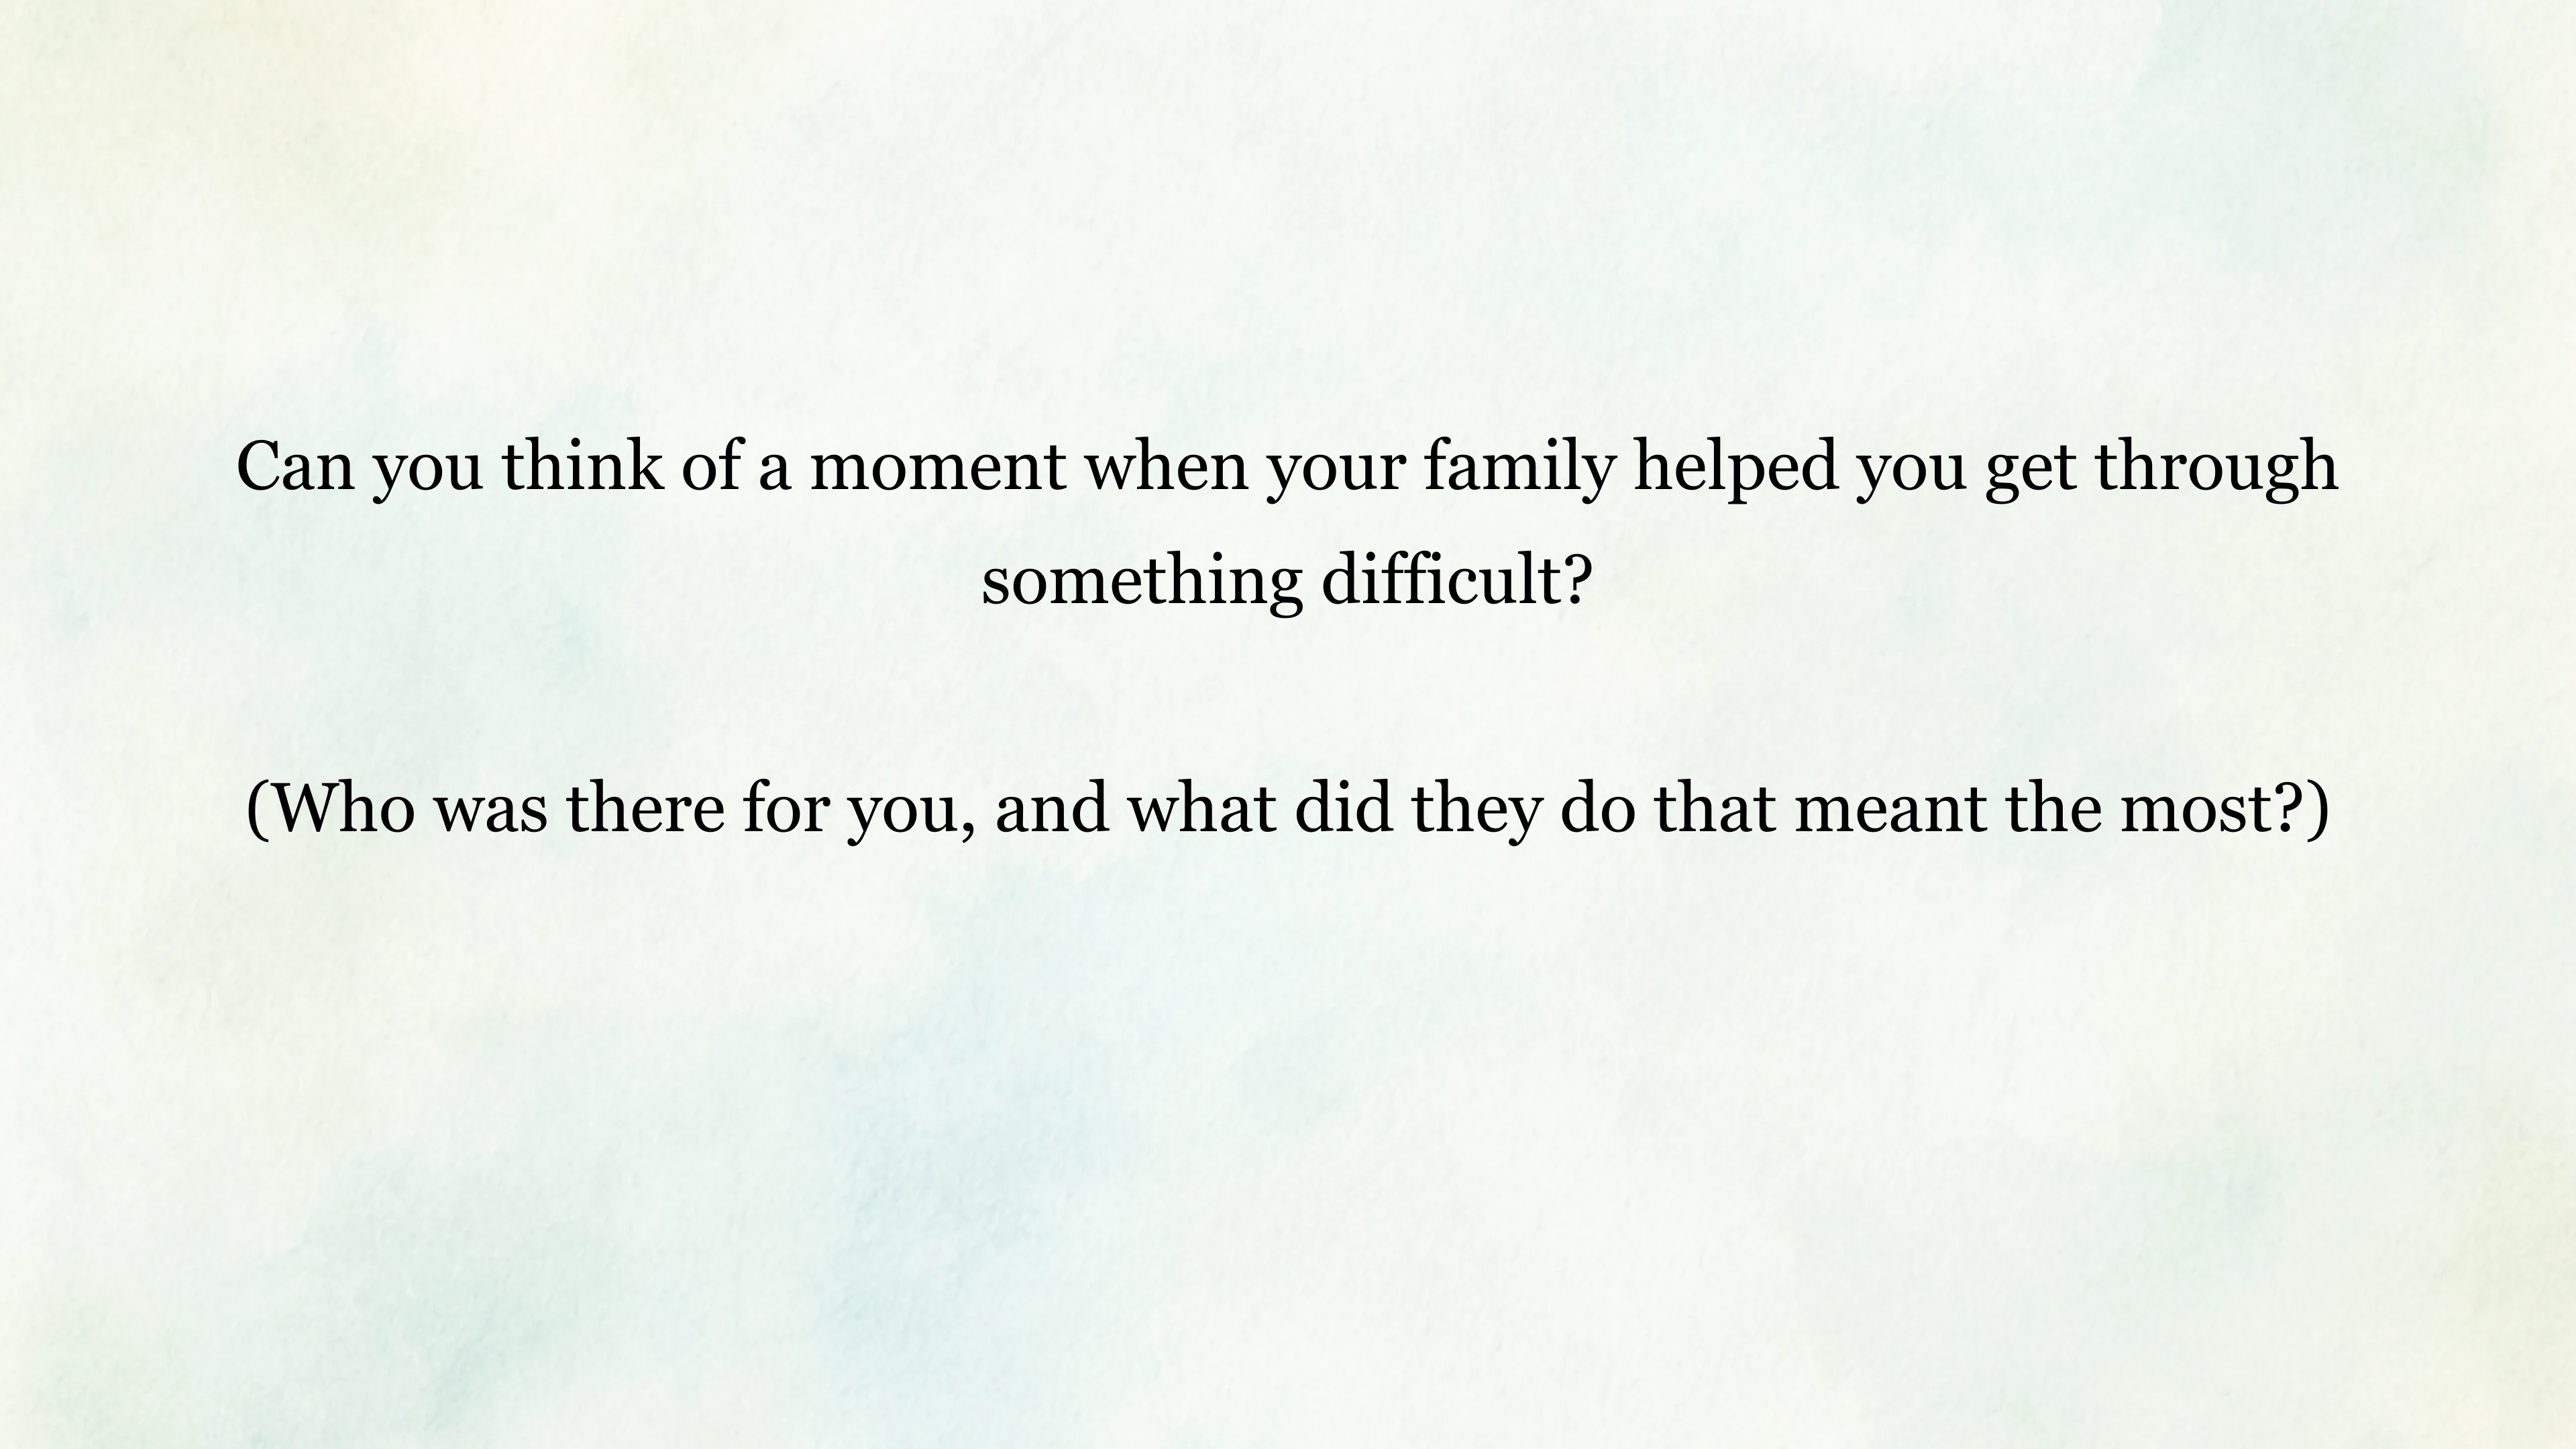 Can you think of a moment when your family helped you get through
something difficult?
(Who was there for you, and what did they do that meant the most?)